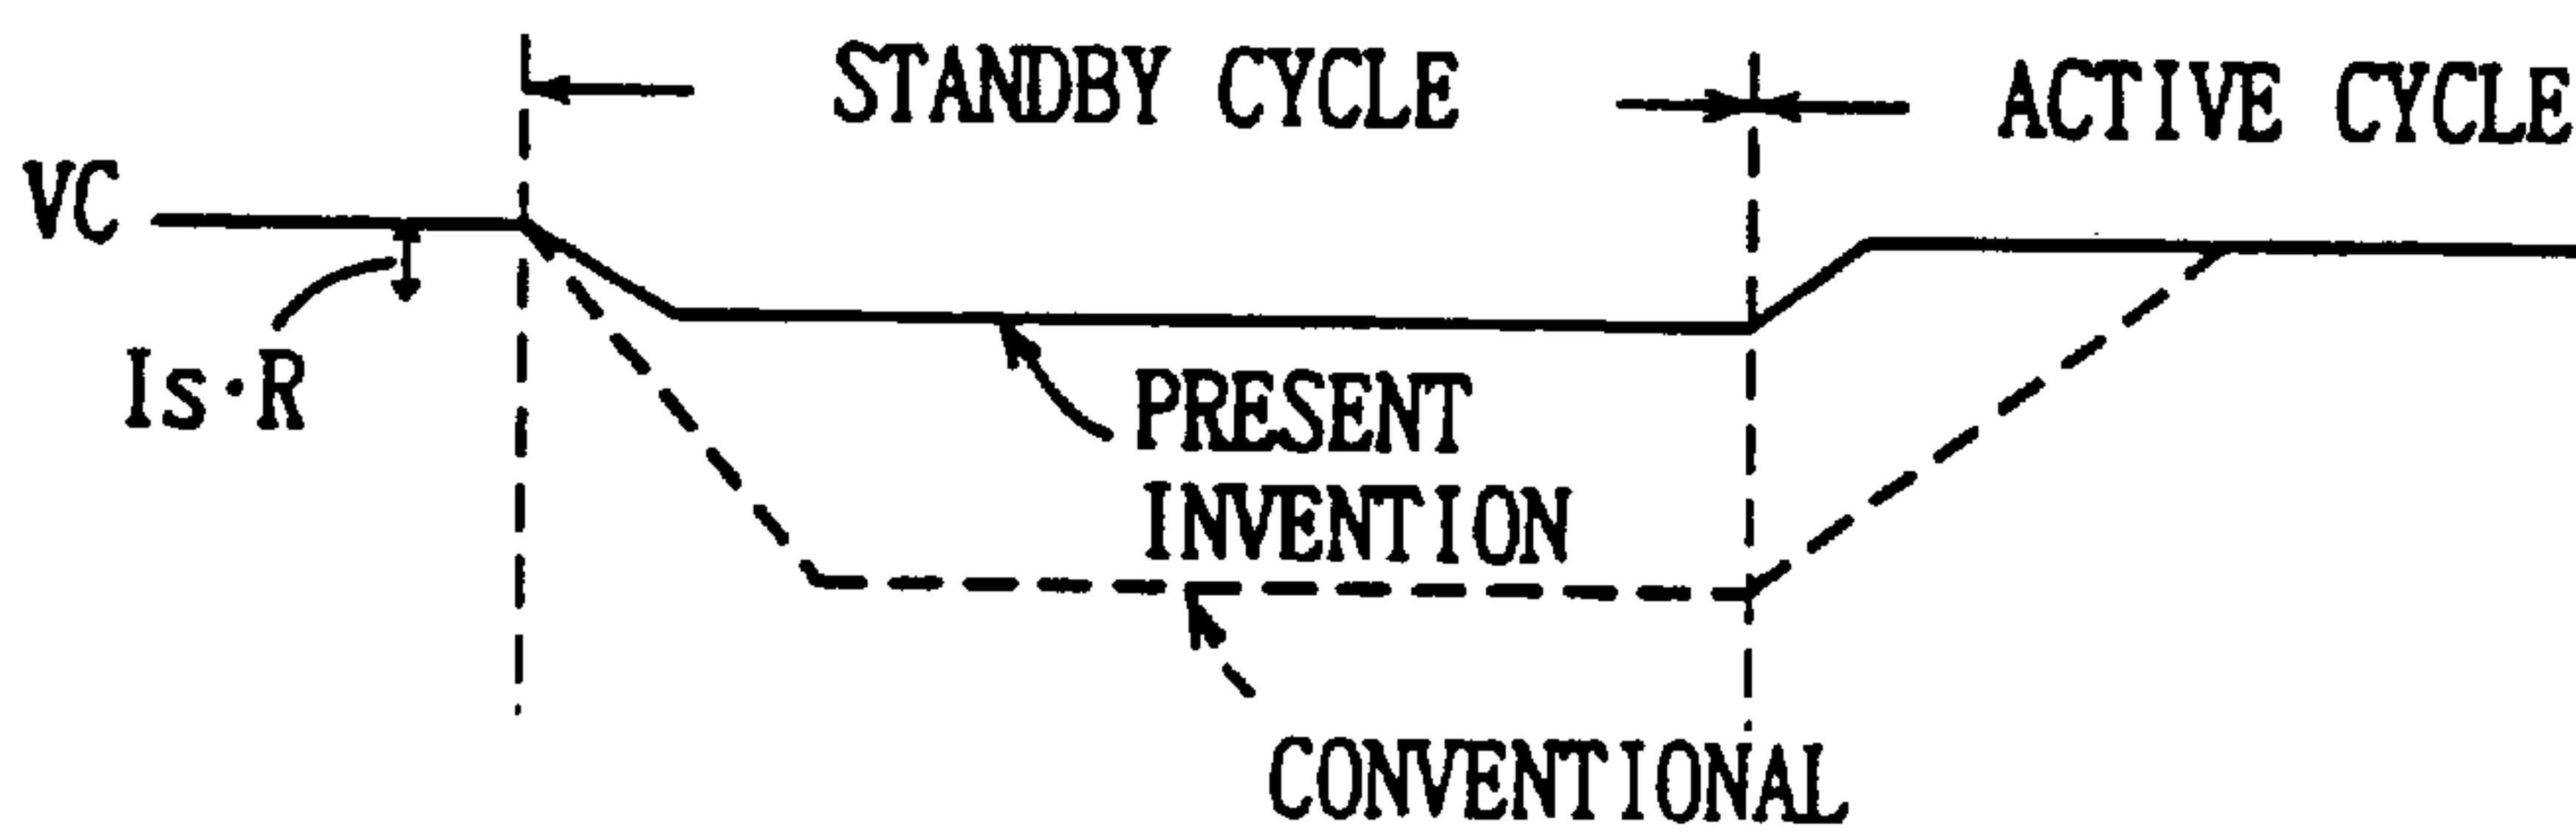 STANDBY CYCLE
ACTIVE CYCLE
VC
Is·R
PRESENT
INVENTION
CONVENTIONAL